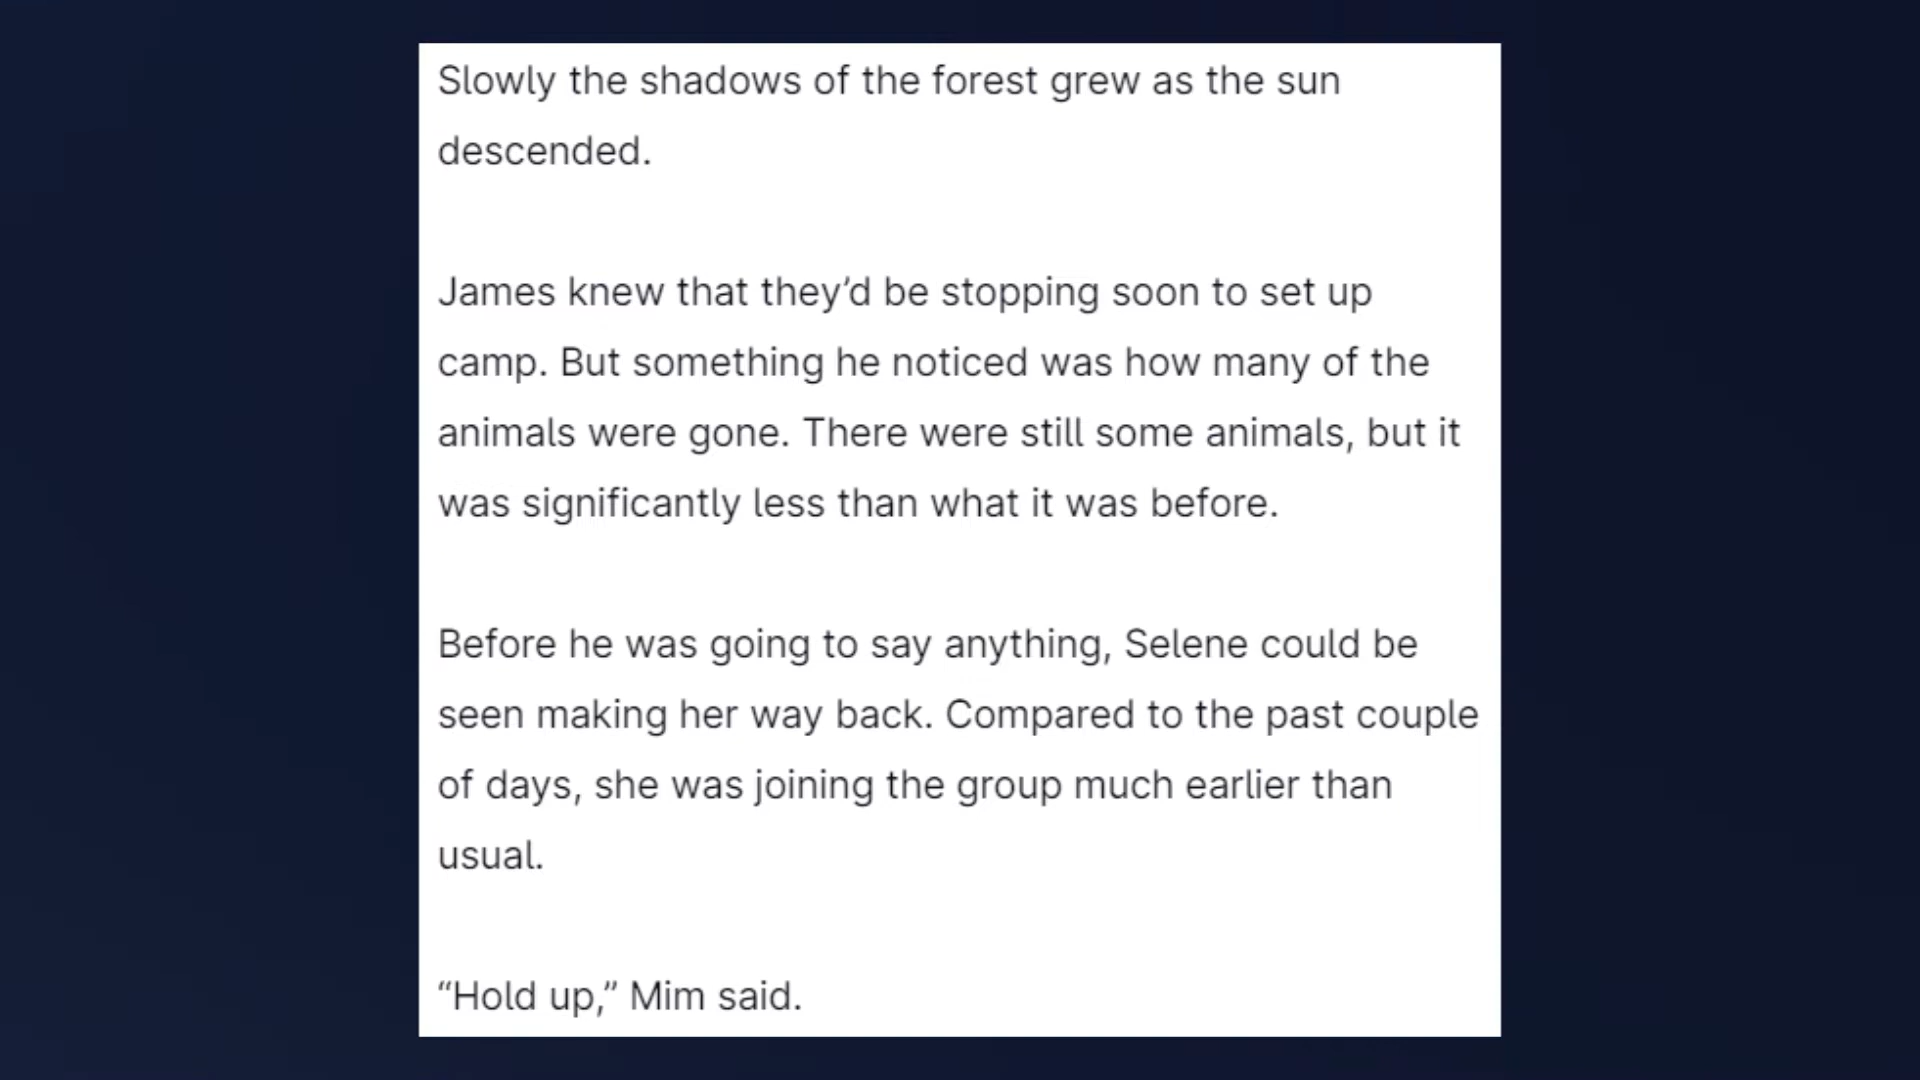 Slowly the shadows of the forest grew as the sun
descended.
James knew that they’d be stopping soon to set up
camp. But something he noticed was how many of the
animals were gone. There were still some animals, but it
was significantly less than what it was before.
Before he was going to say anything, Selene could be
seen making her way back. Compared to the past couple
of days, she was joining the group much earlier than
usual.
“Hold up,” Mim said.